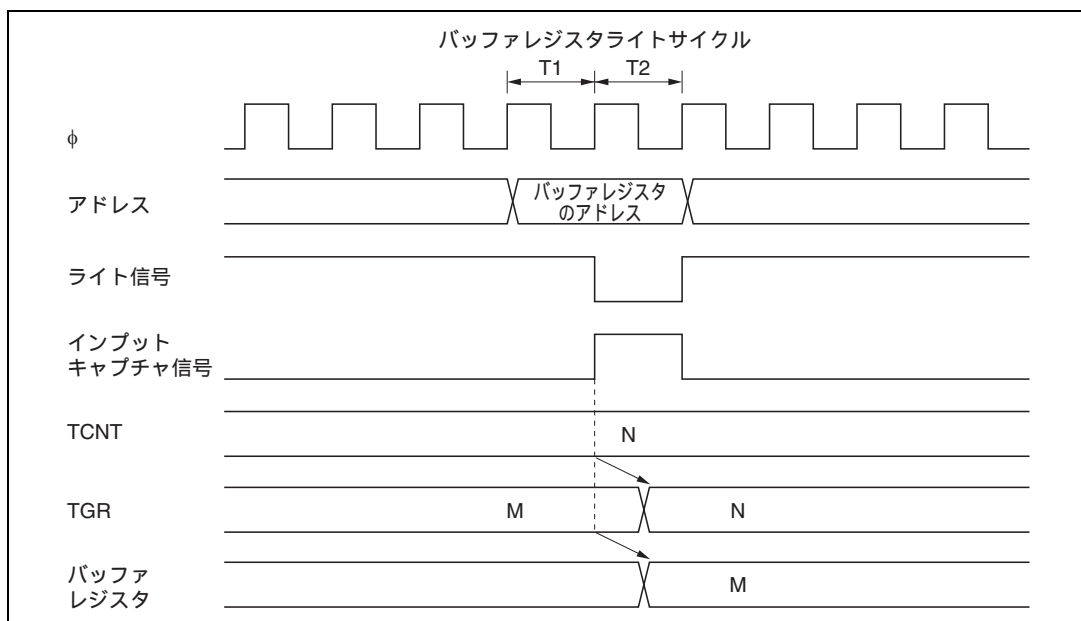 バッファレジスタライトサイクル
T1 T2
φ
アドレス
バッファレジスタ
のアドレス
ライト信号
インプット
キャプチャ信号
TCNT
N
TGR
M N
バッファ
レジスタ
M